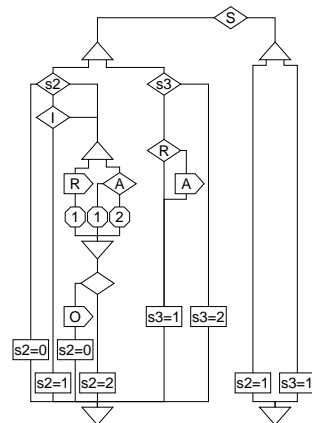 S
s2 s3
I
R
R A A
1 1 2
O s3=1 s3=2
s2=0 s2=0
s2=1 s2=2 s2=1 s3=1